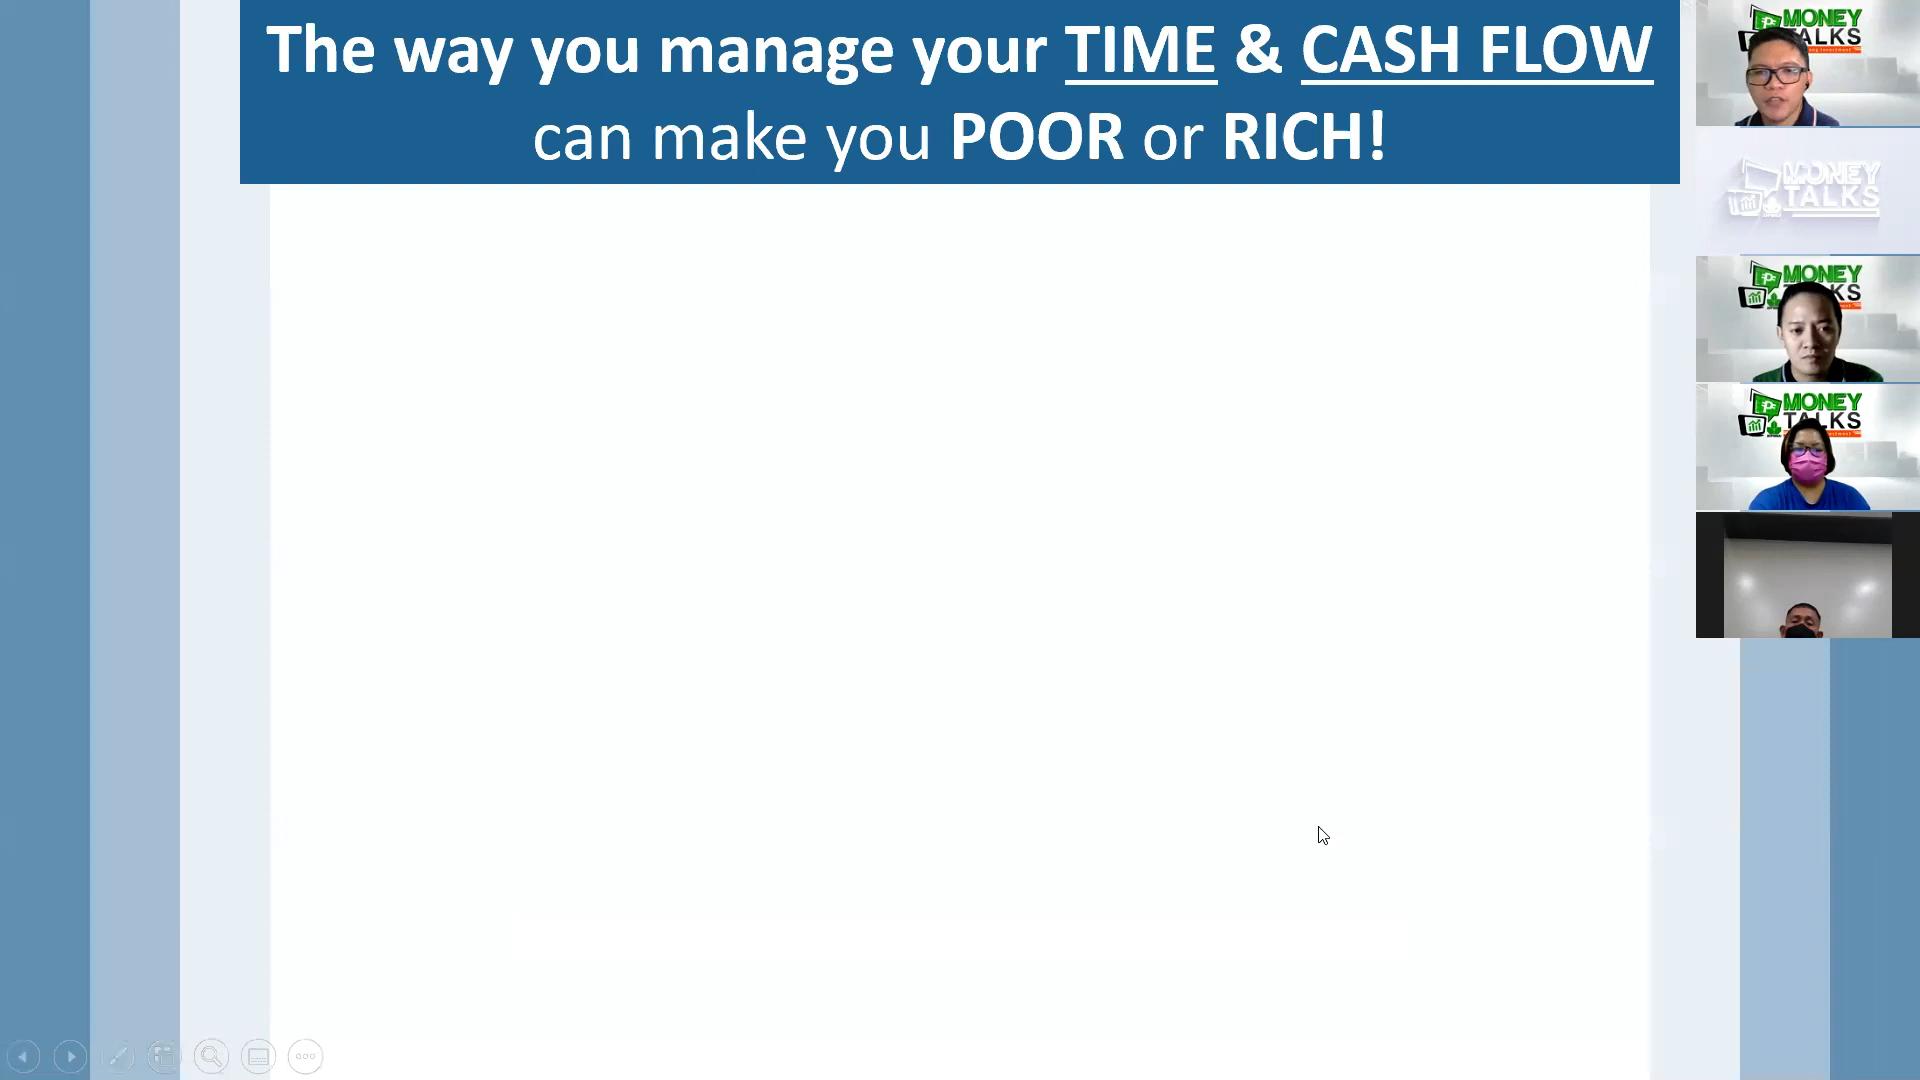 The way you manage your TIME & CASH FLOW
can make you POOR or RICH!
MONEY
TALKS
MONEY
TALKS
MONEY
KS
MONEY
TALKS